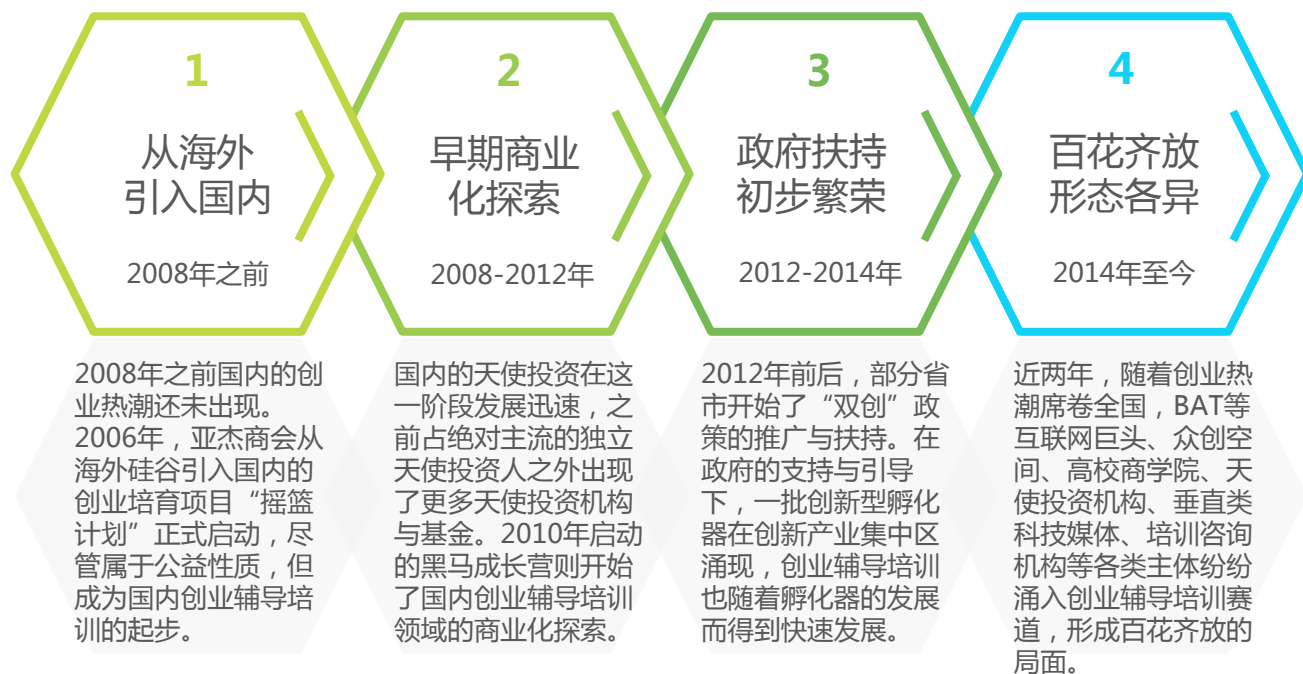 1
从海外
引入国内
2008年之前
2008年之前国内的创
业热潮还未出现。
2006年，亚杰商会从
海外硅谷引入国内的
创业培育项目“摇篮
计划”正式启动，尽
管属于公益性质，但
成为国内创业辅导培
训的起步。
2
早期商业
化探索
2008-2012年
国内的天使投资在这
一阶段发展迅速，之
前占绝对主流的独立
天使投资人之外出现
了更多天使投资机构
与基金。2010年启动
的黑马成长营则开始
了国内创业辅导培训
领域的商业化探索。
3
政府扶持
初步繁荣
2012-2014年
2012年前后，部分省
市开始了“双创”政
策的推广与扶持。在
政府的支持与引导
下，一批创新型孵化
器在创新产业集中区
涌现，创业辅导培训
也随着孵化器的发展
而得到快速发展。
4
百花齐放
形态各异
2014年至今
近两年，随着创业热
潮席卷全国，BAT等
互联网巨头、众创空
间、高校商学院、天
使投资机构、垂直类
科技媒体、培训咨询
机构等各类主体纷纷
涌入创业辅导培训赛
道，形成百花齐放的
局面。